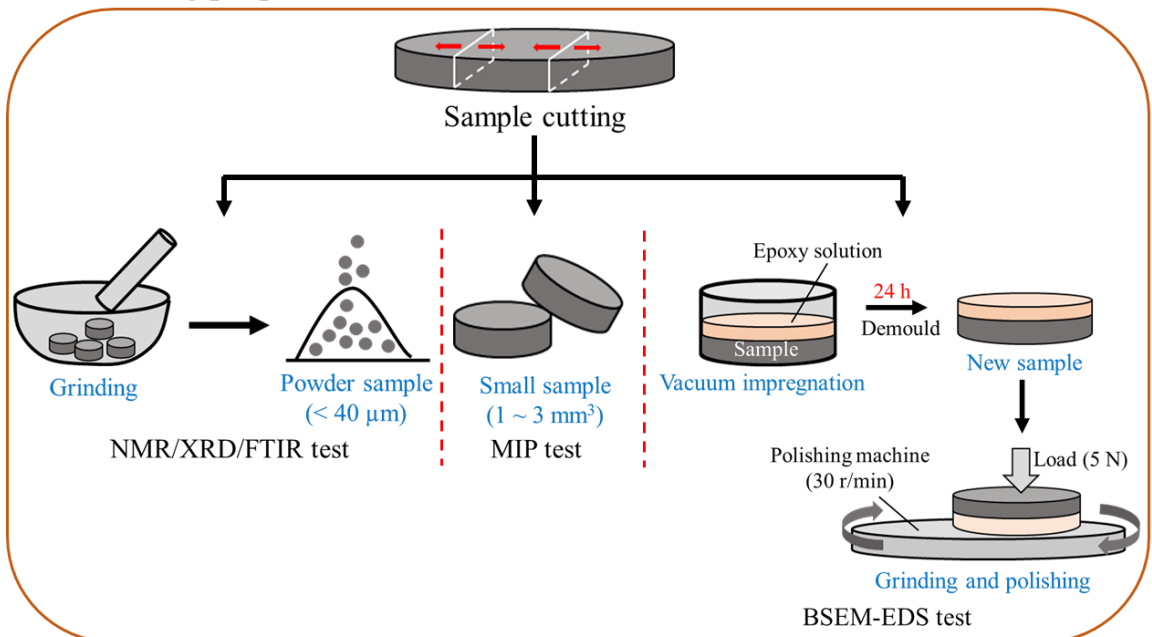 Sample cutting
Grinding
Powder sample
(< 40 µm)
NMR/XRD/FTIR test
Small sample
(1 ~ 3 mm³)
MIP test
Epoxy solution
Sample
Vacuum impregnation
24 h
Demould
New sample
Polishing machine
(30 r/min)
Load (5 N)
Grinding and polishing
BSEM-EDS test